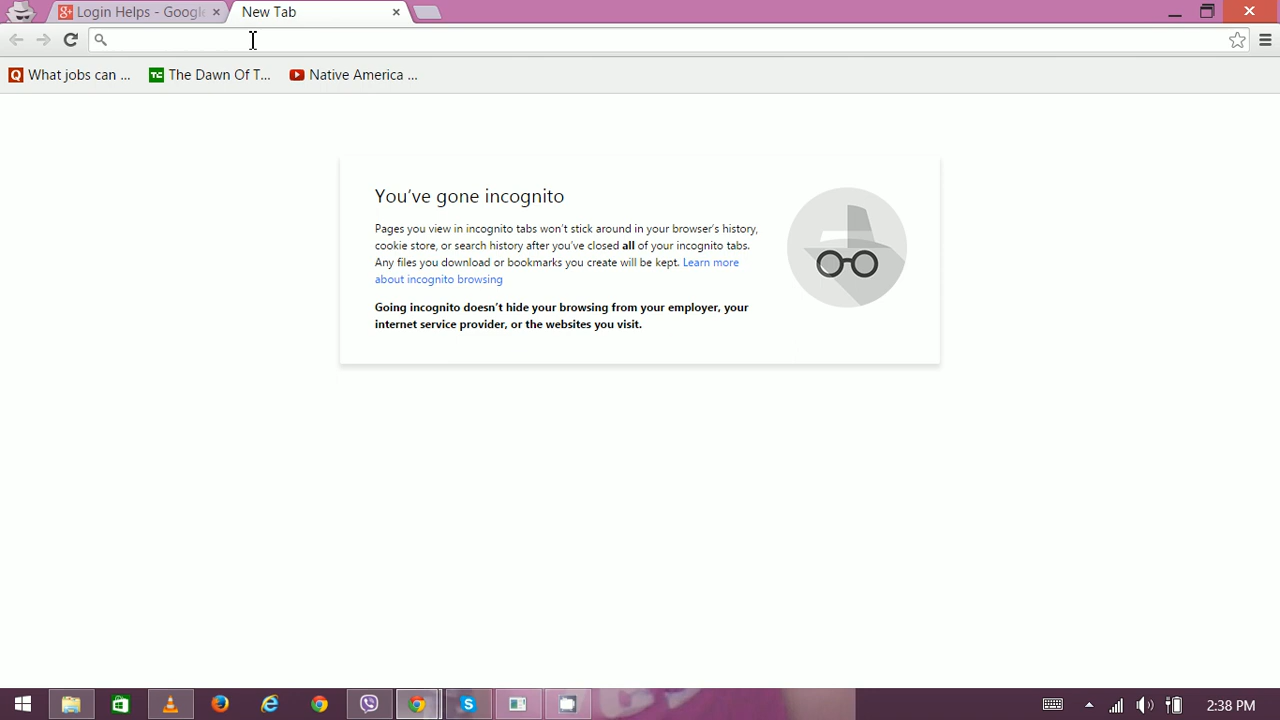 Login Helps - Google
New Tab
What jobs can ...
The Dawn Of T...
Native America ...
You've gone incognito
Pages you view in incognito tabs won't stick around in your browser's history,
cookie store, or search history after you've closed all of your incognito tabs.
Any files you download or bookmarks you create will be kept. Learn more
about incognito browsing
Going incognito doesn't hide your browsing from your employer, your
internet service provider, or the websites you visit.
2:38 PM